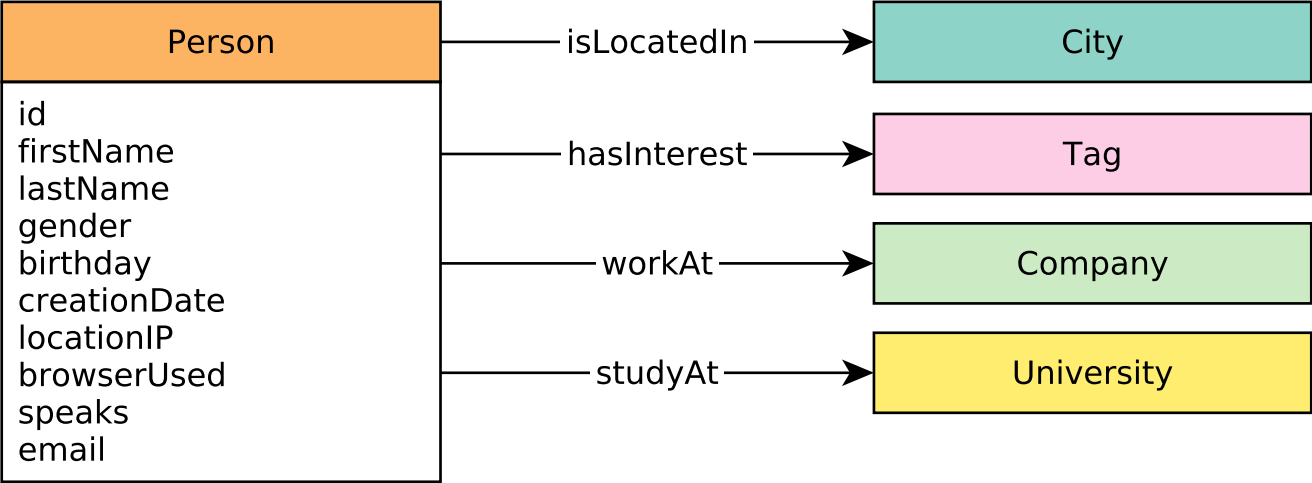 Person
id
firstName
lastName
gender
birthday
creationDate
locationIP
browserUsed
speaks
email
isLocatedIn
City
hasInterest
Tag
workAt
Company
studyAt
University